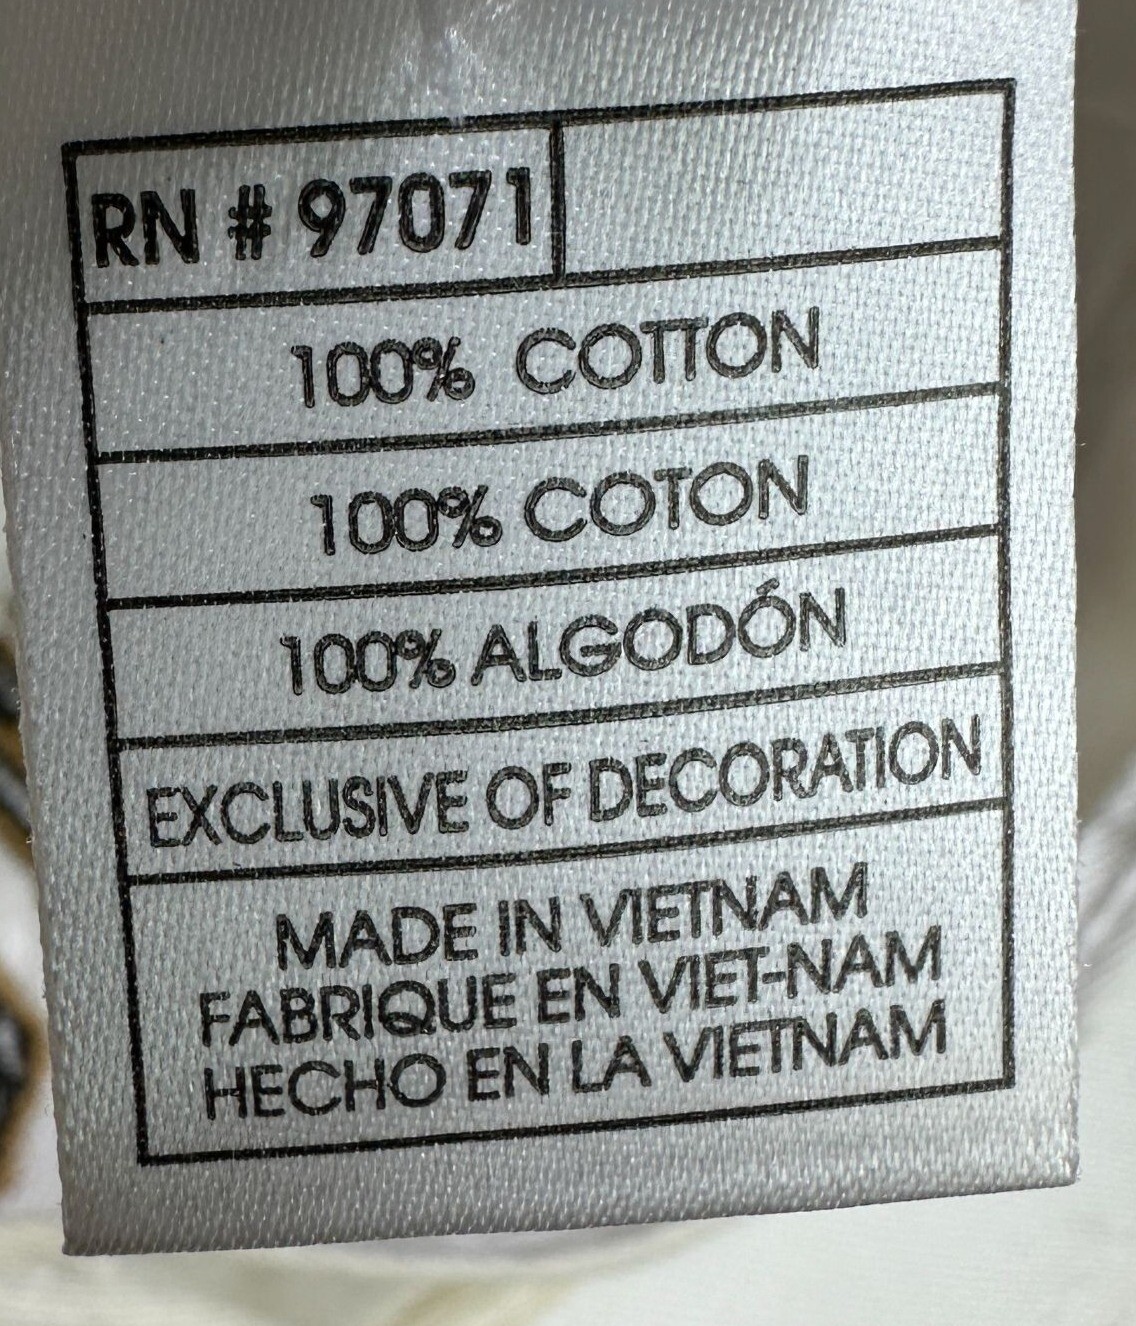 RN # 97071
100% COTTON
100% COTON
100% ALGODÓN
EXCLUSIVE OF DECORATION
MADE IN VIETNAM
FABRIQUE EN VIET-NAM
HECHO EN LA VIETNAM